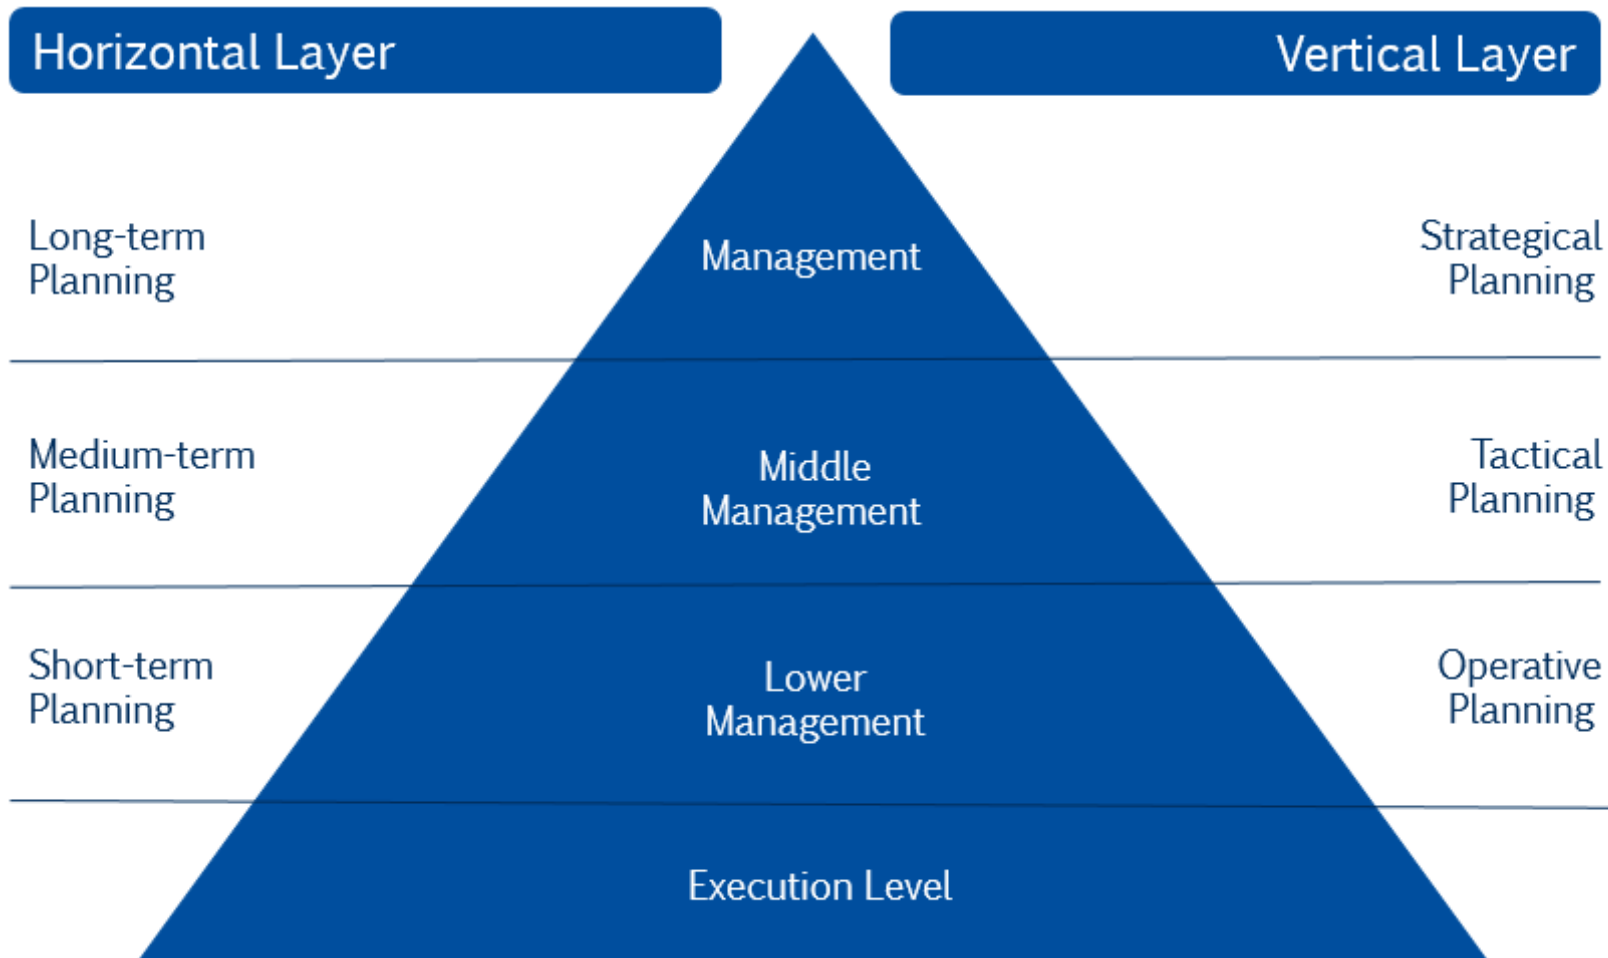 Horizontal Layer
Vertical Layer
Long-term
Planning
Management
Strategical
Planning
Medium-term
Planning
Middle
Management
Tactical
Planning
Short-term
Planning
Lower
Management
Operative
Planning
Execution Level